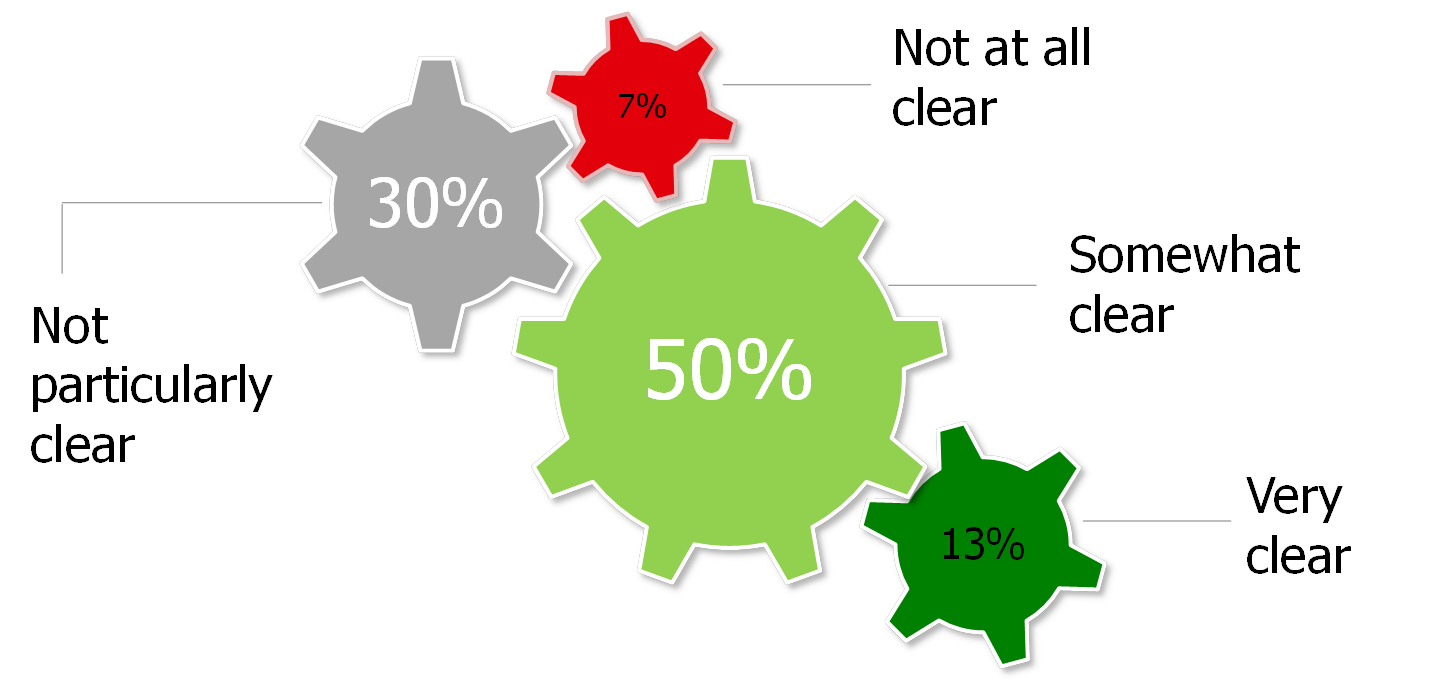 Not at all
clear
7%
30%
Somewhat
clear
Not
particularly
clear
50%
Very
clear
13%